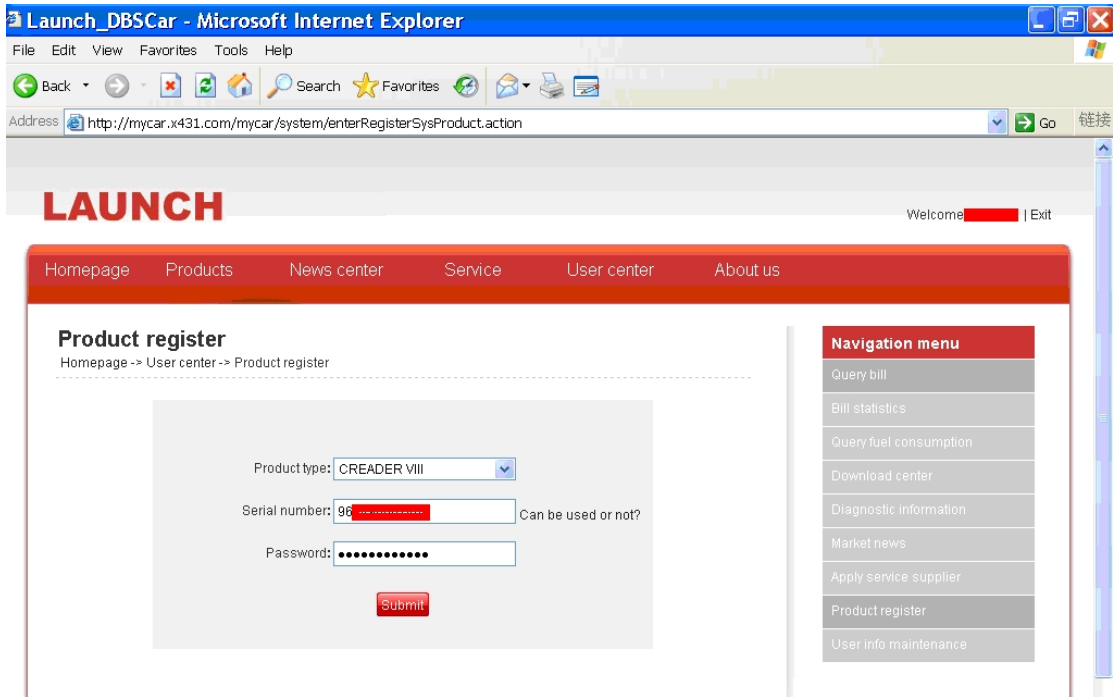 Launch_DBSCar - Microsoft Internet Explorer
File Edit View Favorites Tools Help
Back Search Favorites
Address http://mycar.x431.com/mycar/system/enterRegisterSysProduct.action Go 链接
LAUNCH
Welcome | Exit
Homepage Products News center Service User center About us
Product register
Homepage -> User center -> Product register
Product type: CREADER VIII
Serial number: 96 Can be used or not?
Password: ●●●●●●●●●●●●
Submit
Navigation menu
Query bill
Bill statistics
Query fuel consumption
Download center
Diagnostic information
Market news
Apply service supplier
Product register
User info maintenance